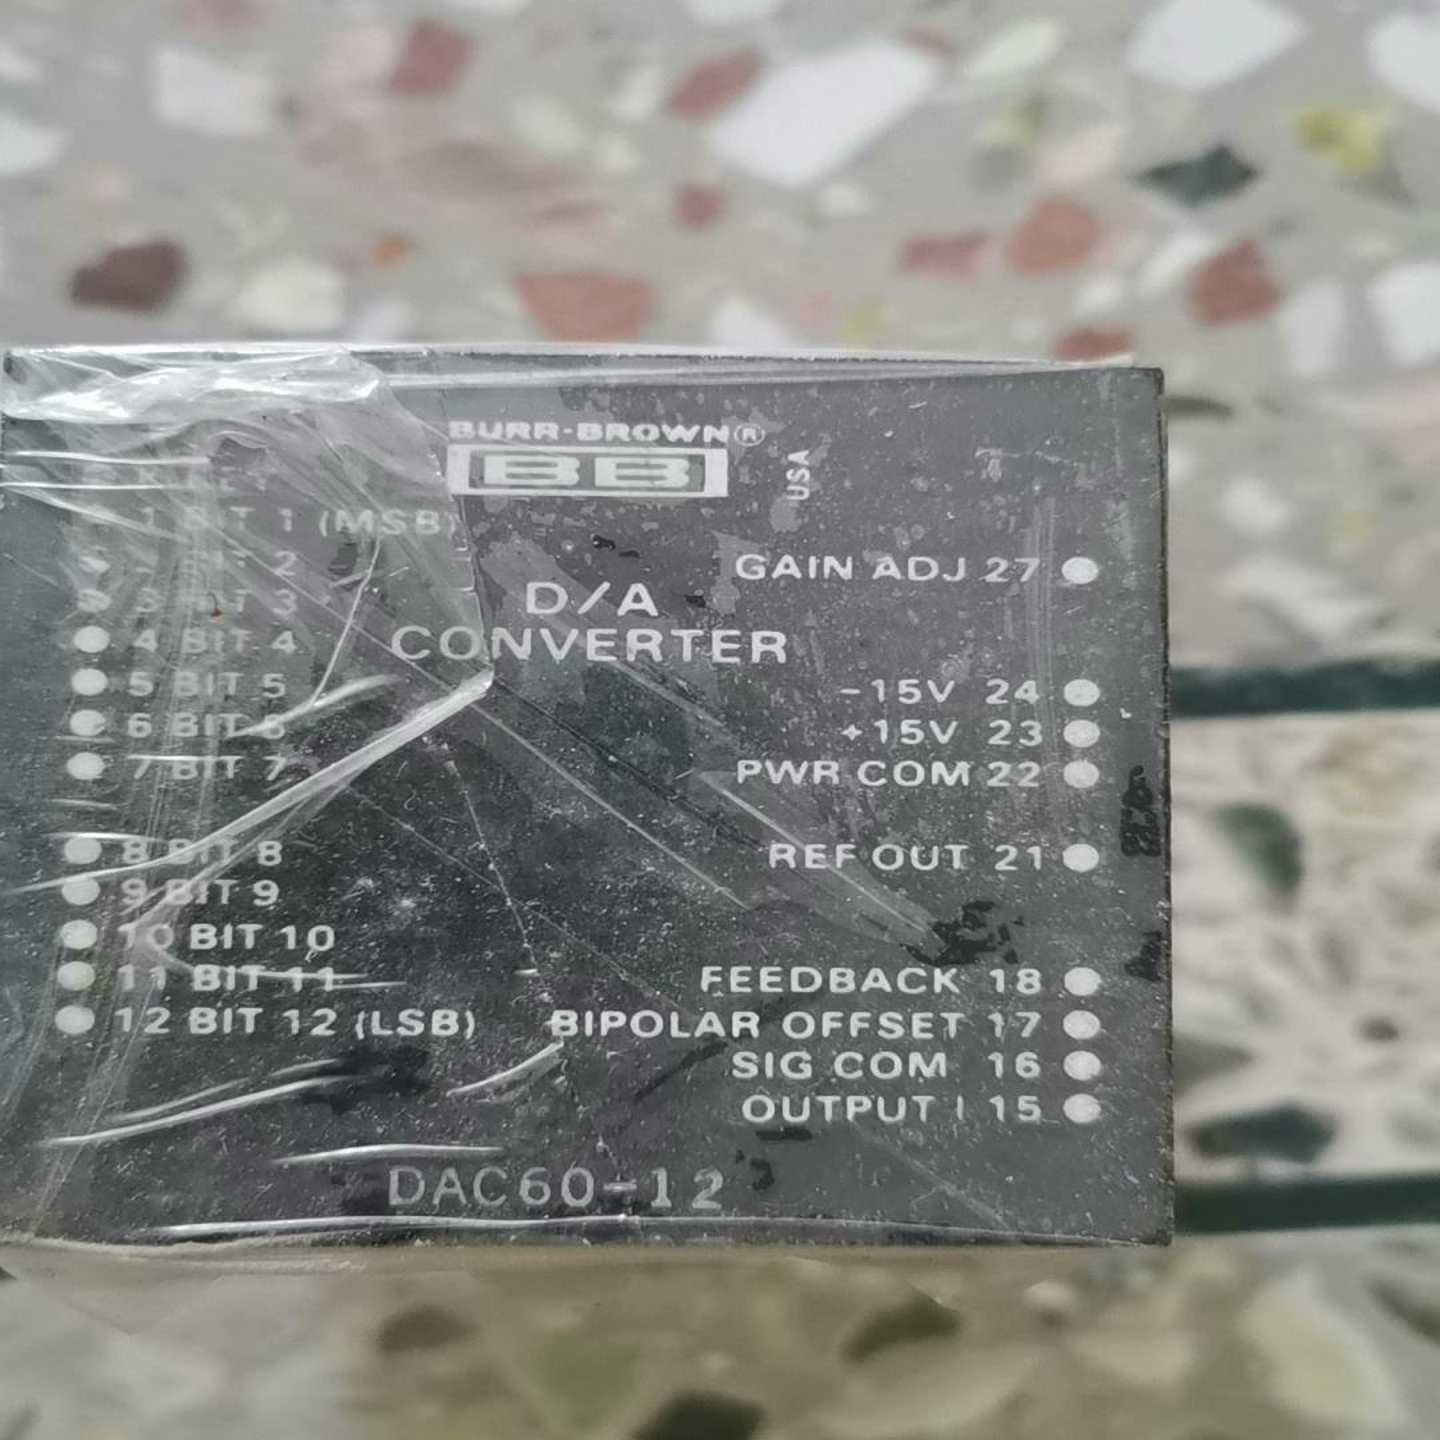 BURR-BROWN®
BB
USA
1 BIT 1 (MSB)
2 BIT 2
3 BIT 3
4 BIT 4
5 BIT 5
6 BIT 6
7 BIT 7
8 BIT 8
9 BIT 9
10 BIT 10
11 BIT 11
12 BIT 12 (LSB)
D/A
CONVERTER
GAIN ADJ 27
-15V 24
+15V 23
PWR COM 22
REF OUT 21
FEEDBACK 18
BIPOLAR OFFSET 17
SIG COM 16
OUTPUT I 15
DAC60-12